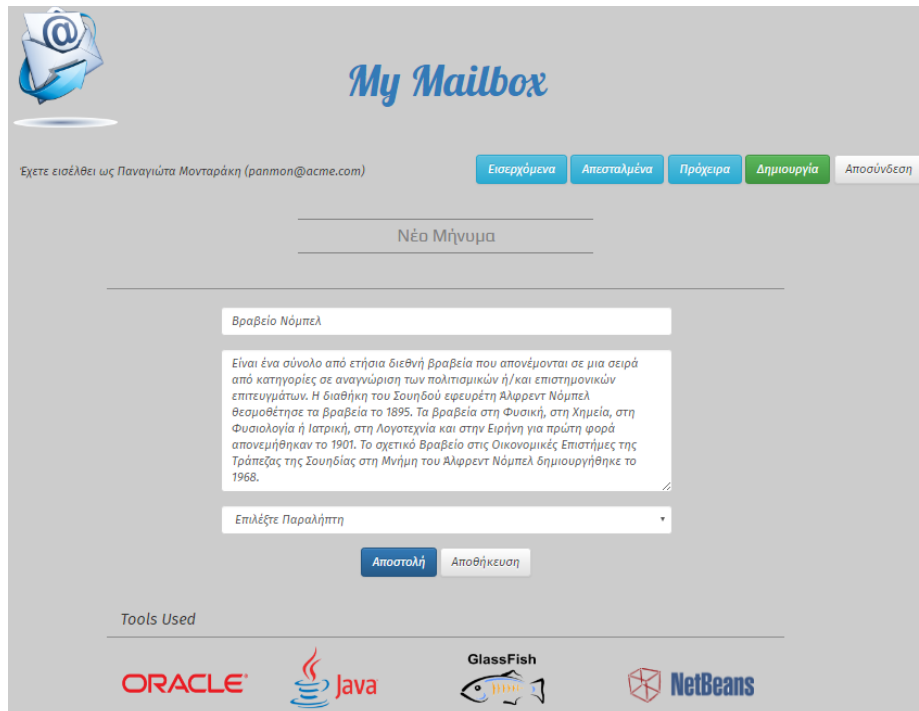 My Mailbox
Έχετε εισέλθει ως Παναγιώτα Μονταράκη (panmon@acme.com)
Εισερχόμενα Απεσταλμένα Πρόχειρα Δημιουργία Αποσύνδεση
Νέο Μήνυμα
Βραβείο Νόμπελ
Είναι ένα σύνολο από ετήσια διεθνή βραβεία που απονέμονται σε μια σειρά
από κατηγορίες σε αναγνώριση των πολιτισμικών ή/και επιστημονικών
επιτευγμάτων. Η διαθήκη του Σουηδού εφευρέτη Άλφρεντ Νόμπελ
θεσμοθέτησε τα βραβεία το 1895. Τα βραβεία στη Φυσική, στη Χημεία, στη
Φυσιολογία ή Ιατρική, στη Λογοτεχνία και στην Ειρήνη για πρώτη φορά
απονεμήθηκαν το 1901. Το σχετικό Βραβείο στις Οικονομικές Επιστήμες της
Τράπεζας της Σουηδίας στη Μνήμη του Άλφρεντ Νόμπελ δημιουργήθηκε το
1968.
Επιλέξτε Παραλήπτη
Αποστολή Αποθήκευση
Tools Used
ORACLE Java GlassFish NetBeans